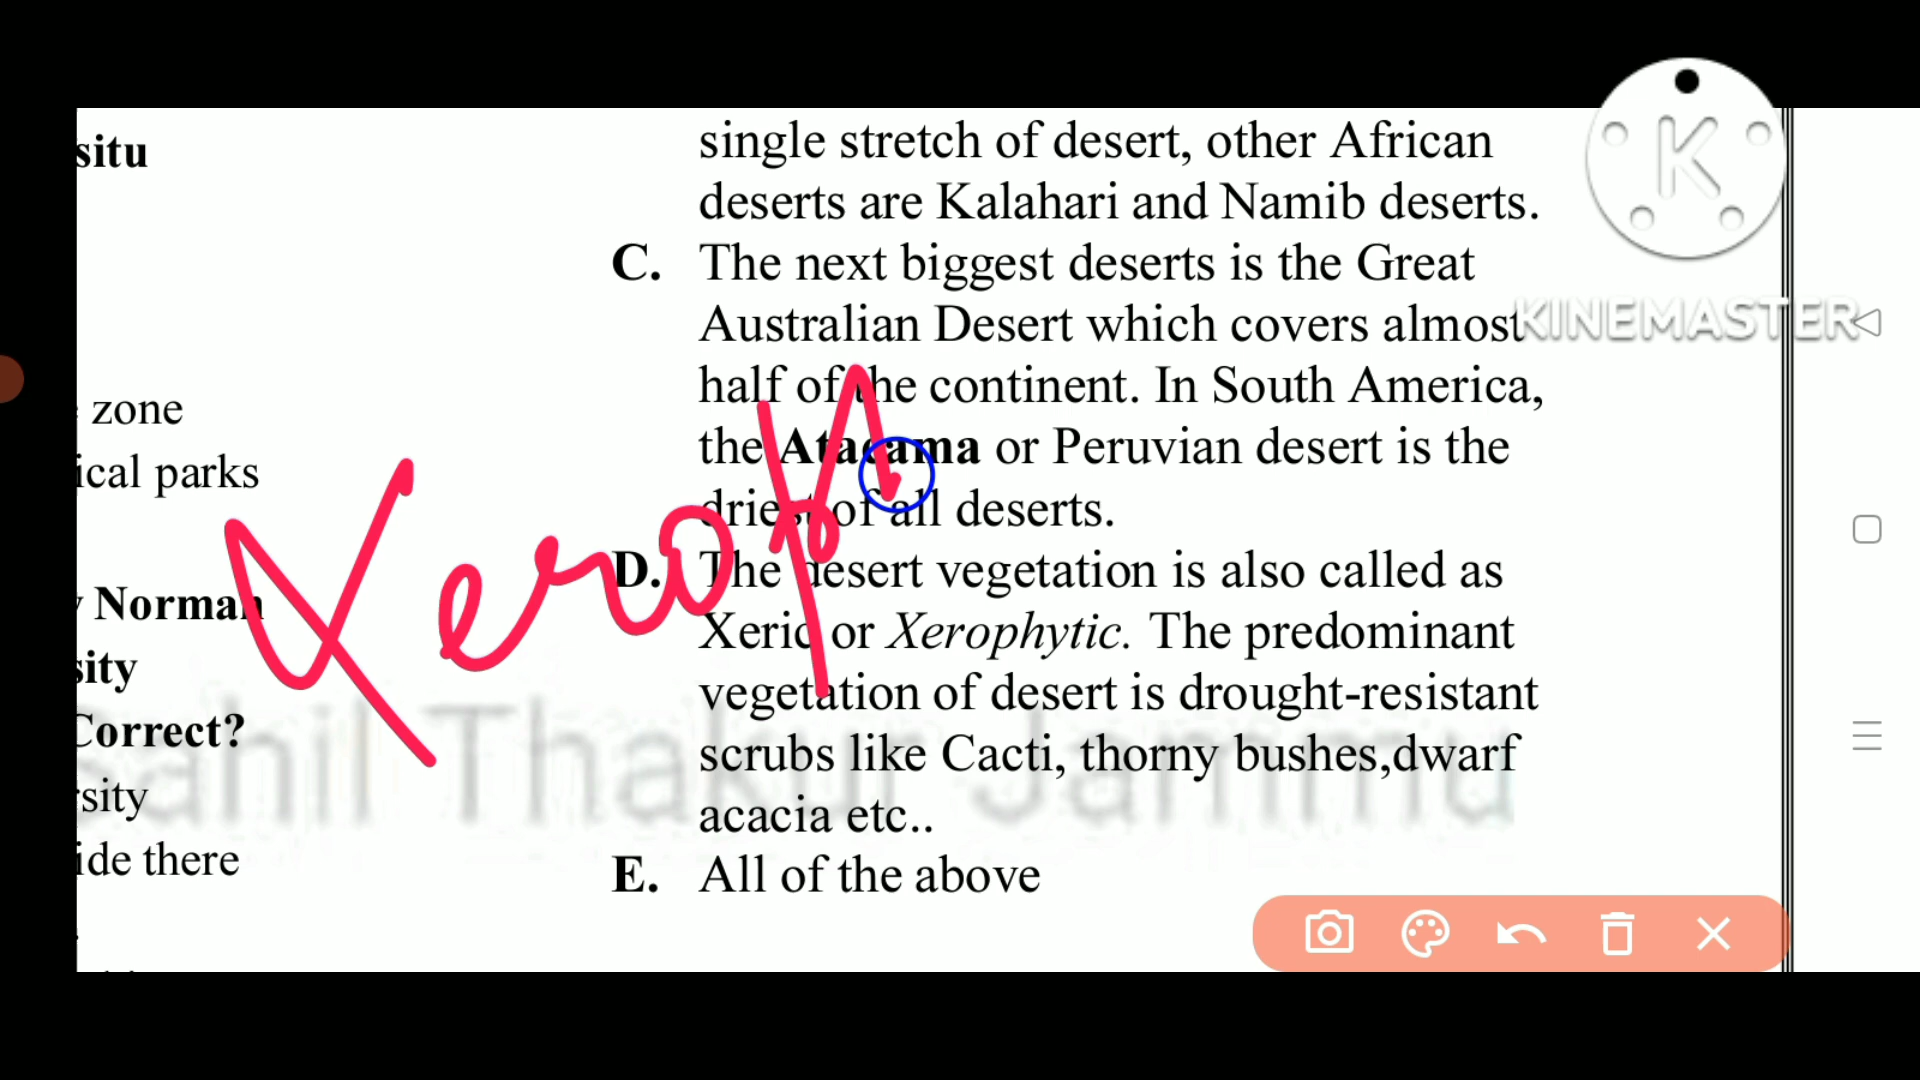 situ
zone
ical parks
Norman
sity
Correct?
sity
ide there
single stretch of desert, other African
deserts are Kalahari and Namib deserts.
C. The next biggest deserts is the Great
Australian Desert which covers almost
half of the continent. In South America,
the Atacama or Peruvian desert is the
driest of all deserts.
D. The desert vegetation is also called as
Xeric or Xerophytic. The predominant
vegetation of desert is drought-resistant
scrubs like Cacti, thorny bushes,dwarf
acacia etc..
E. All of the above
Xeroph
K
KINEMASTER
Sahil Thakur Jammu